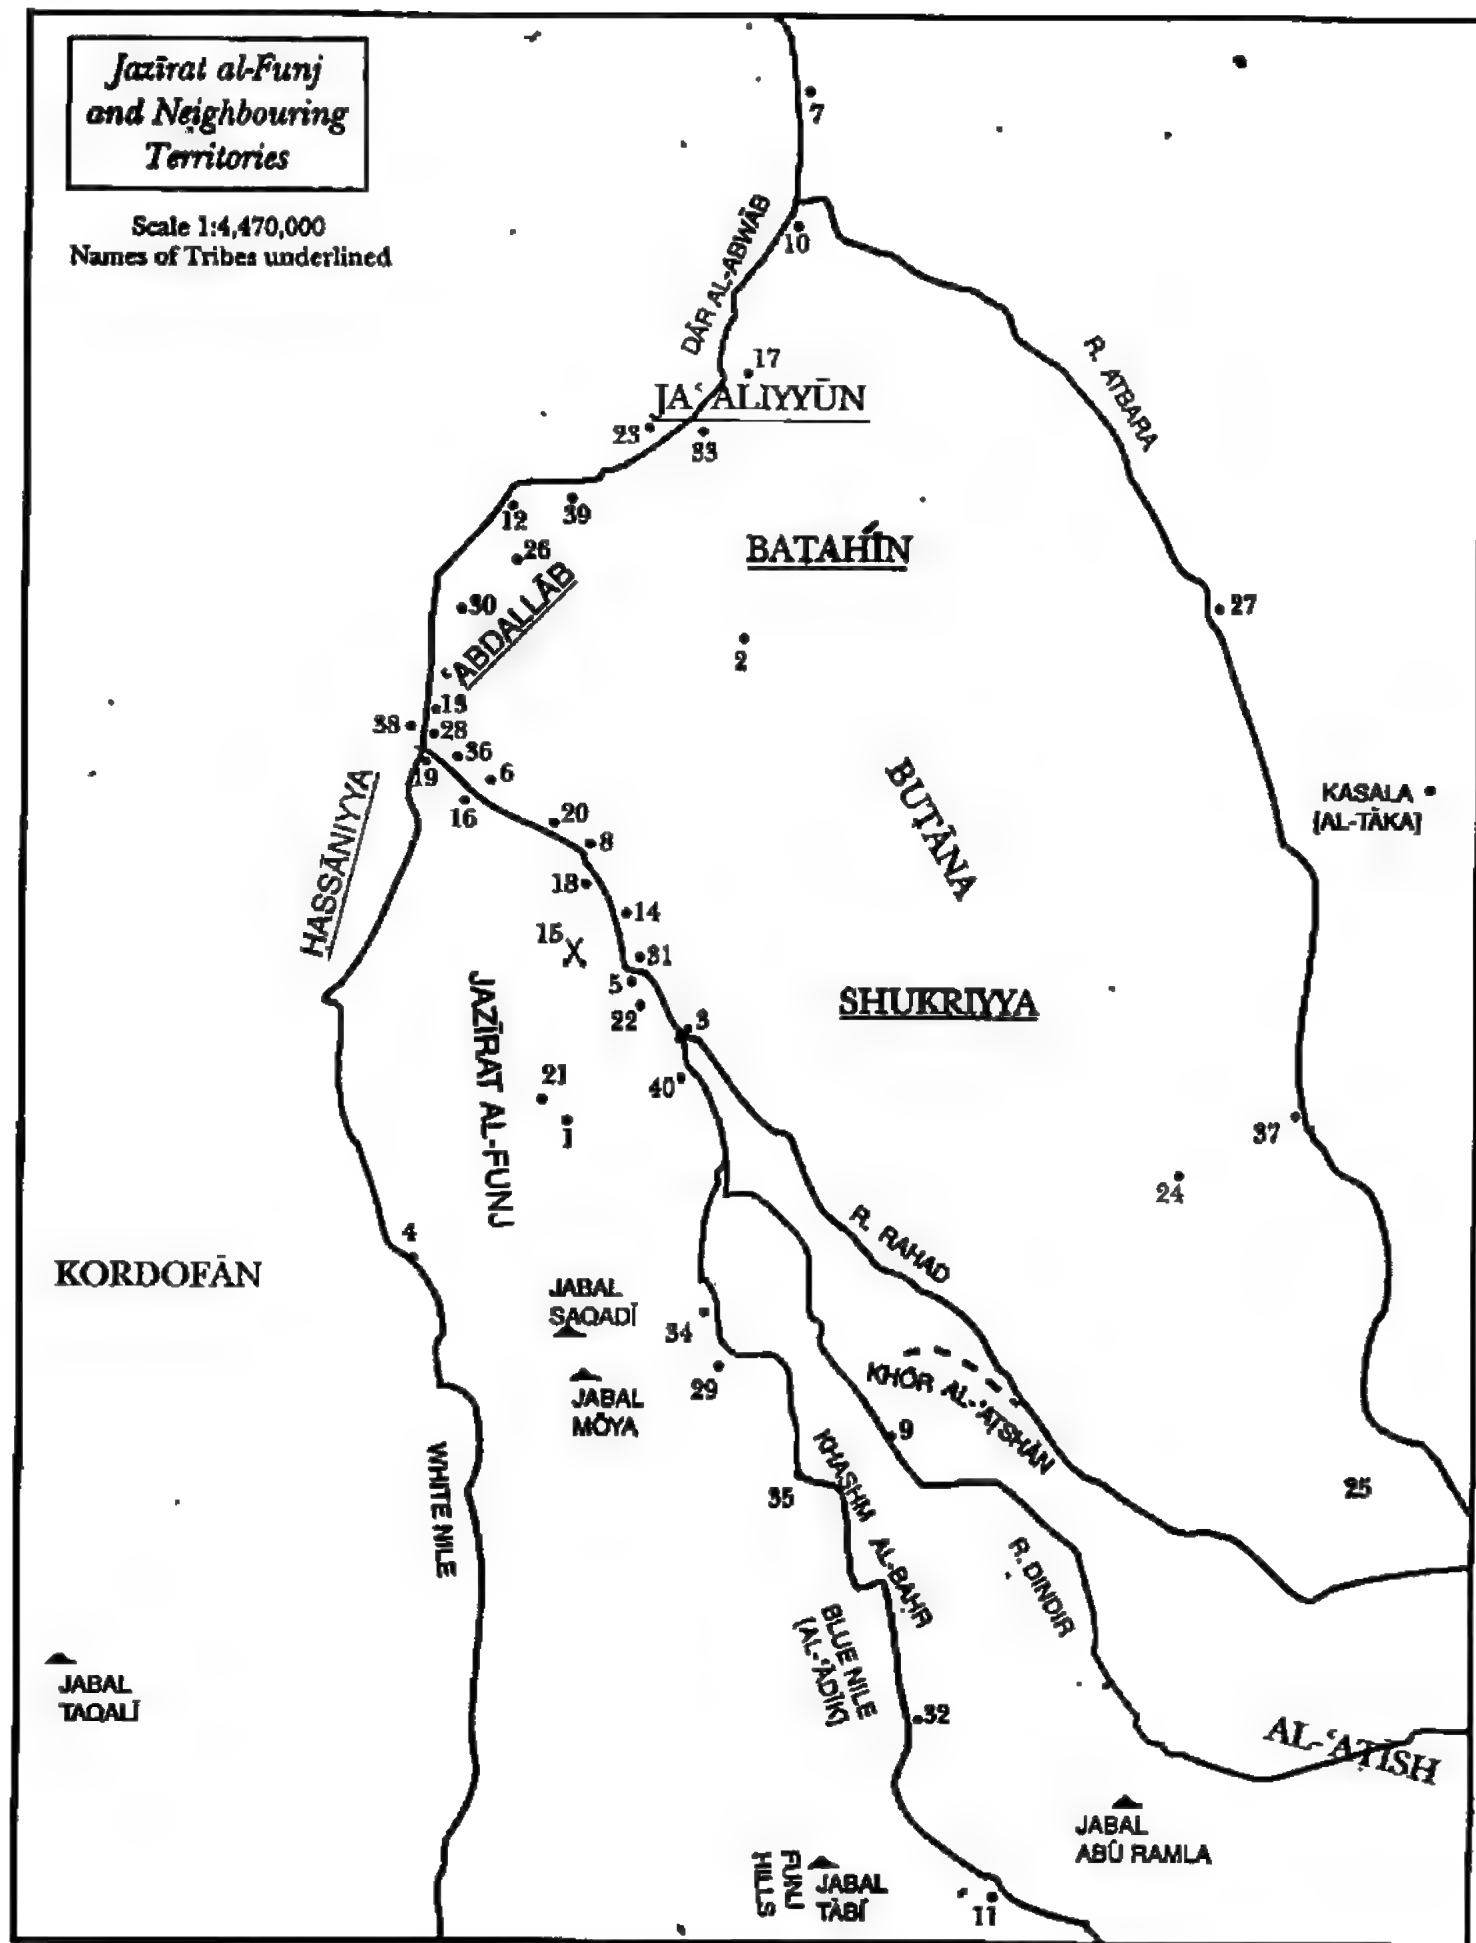 Jazīrat al-Funj
and Neighbouring
Territories
Scale 1:4,470,000
Names of Tribes underlined
7
10
DĀR AL-ABWĀB
17
JAʿALIYYŪN
23
33
R. ATBARA
12
39
26
BAṬAḤĪN
30
ʿABDALLĀB
27
2
13
38
28
36
19
6
16
20
8
HASSĀNIYYA
BUṬĀNA
KASALA
[AL-TĀKA]
18
14
15
X
31
5
22
3
SHUKRIYYA
JAZĪRAT AL-FUNJ
21
1
40
37
24
4
R. RAHAD
KORDOFĀN
JABAL
SAQADĪ
34
29
JABAL
MŌYA
KHŌR AL-ʿAṬSHĀN
9
WHITE NILE
KHASHM AL-BAḤR
35
25
R. DINDIR
BLUE NILE
[AL-ʿĀDĪK]
32
JABAL
TAQALĪ
AL-ʿAṬĪSH
JABAL
ABŪ RAMLA
FUNJ
HILLS
JABAL
TĀBĪ
11